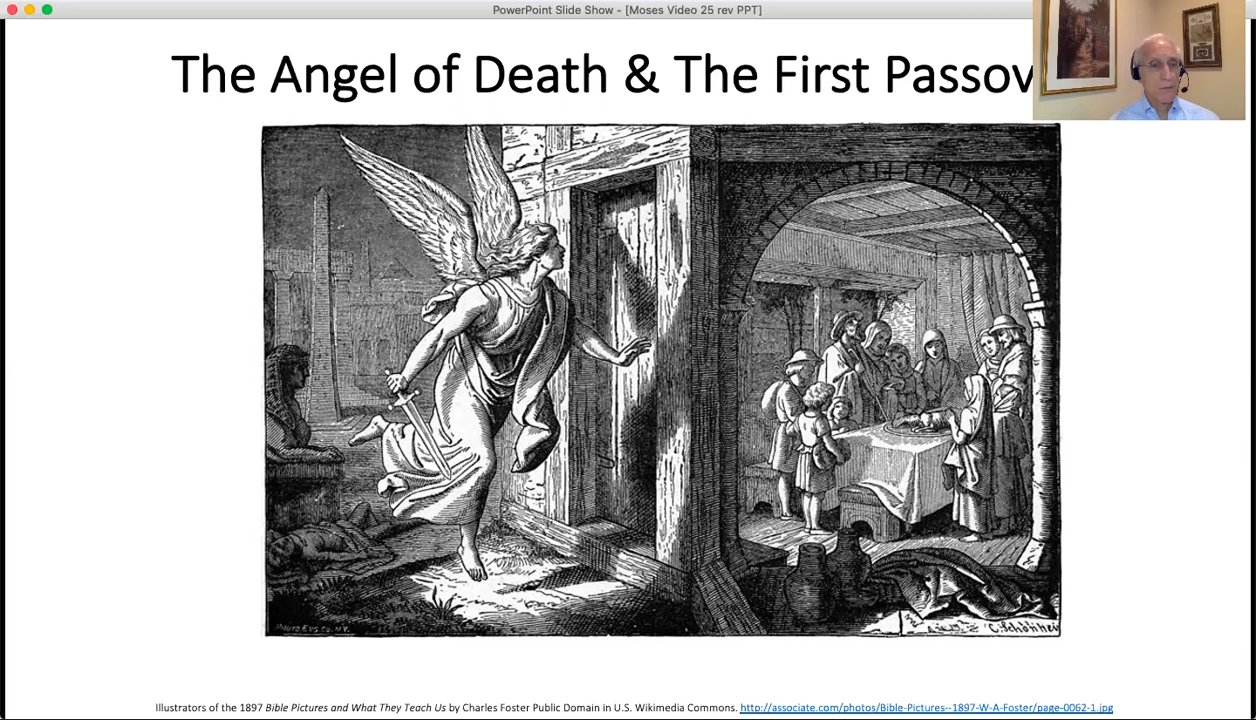 PowerPoint Slide Show - [Moses Video 25 rev PPT]
The Angel of Death & The First Passov
Illustrators of the 1897 Bible Pictures and What They Teach Us by Charles Foster Public Domain in U.S. Wikimedia Commons. http://associate.com/photos/Bible-Pictures--1897-W-A-Foster/page-0062-1.jpg